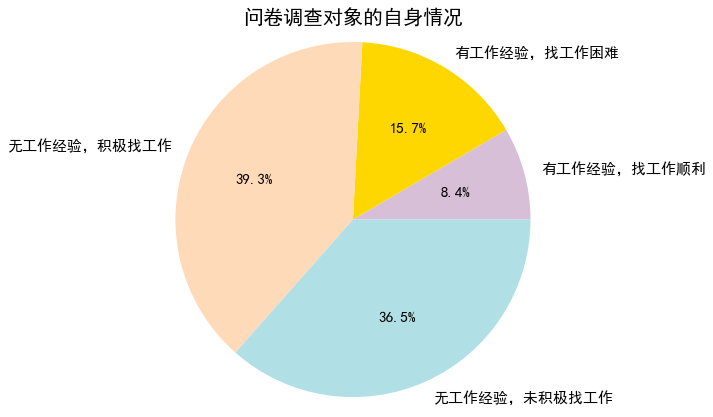 问卷调查对象的自身情况
有工作经验，找工作困难
15.7%
无工作经验，积极找工作
39.3%
有工作经验，找工作顺利
8.4%
36.5%
无工作经验，未积极找工作